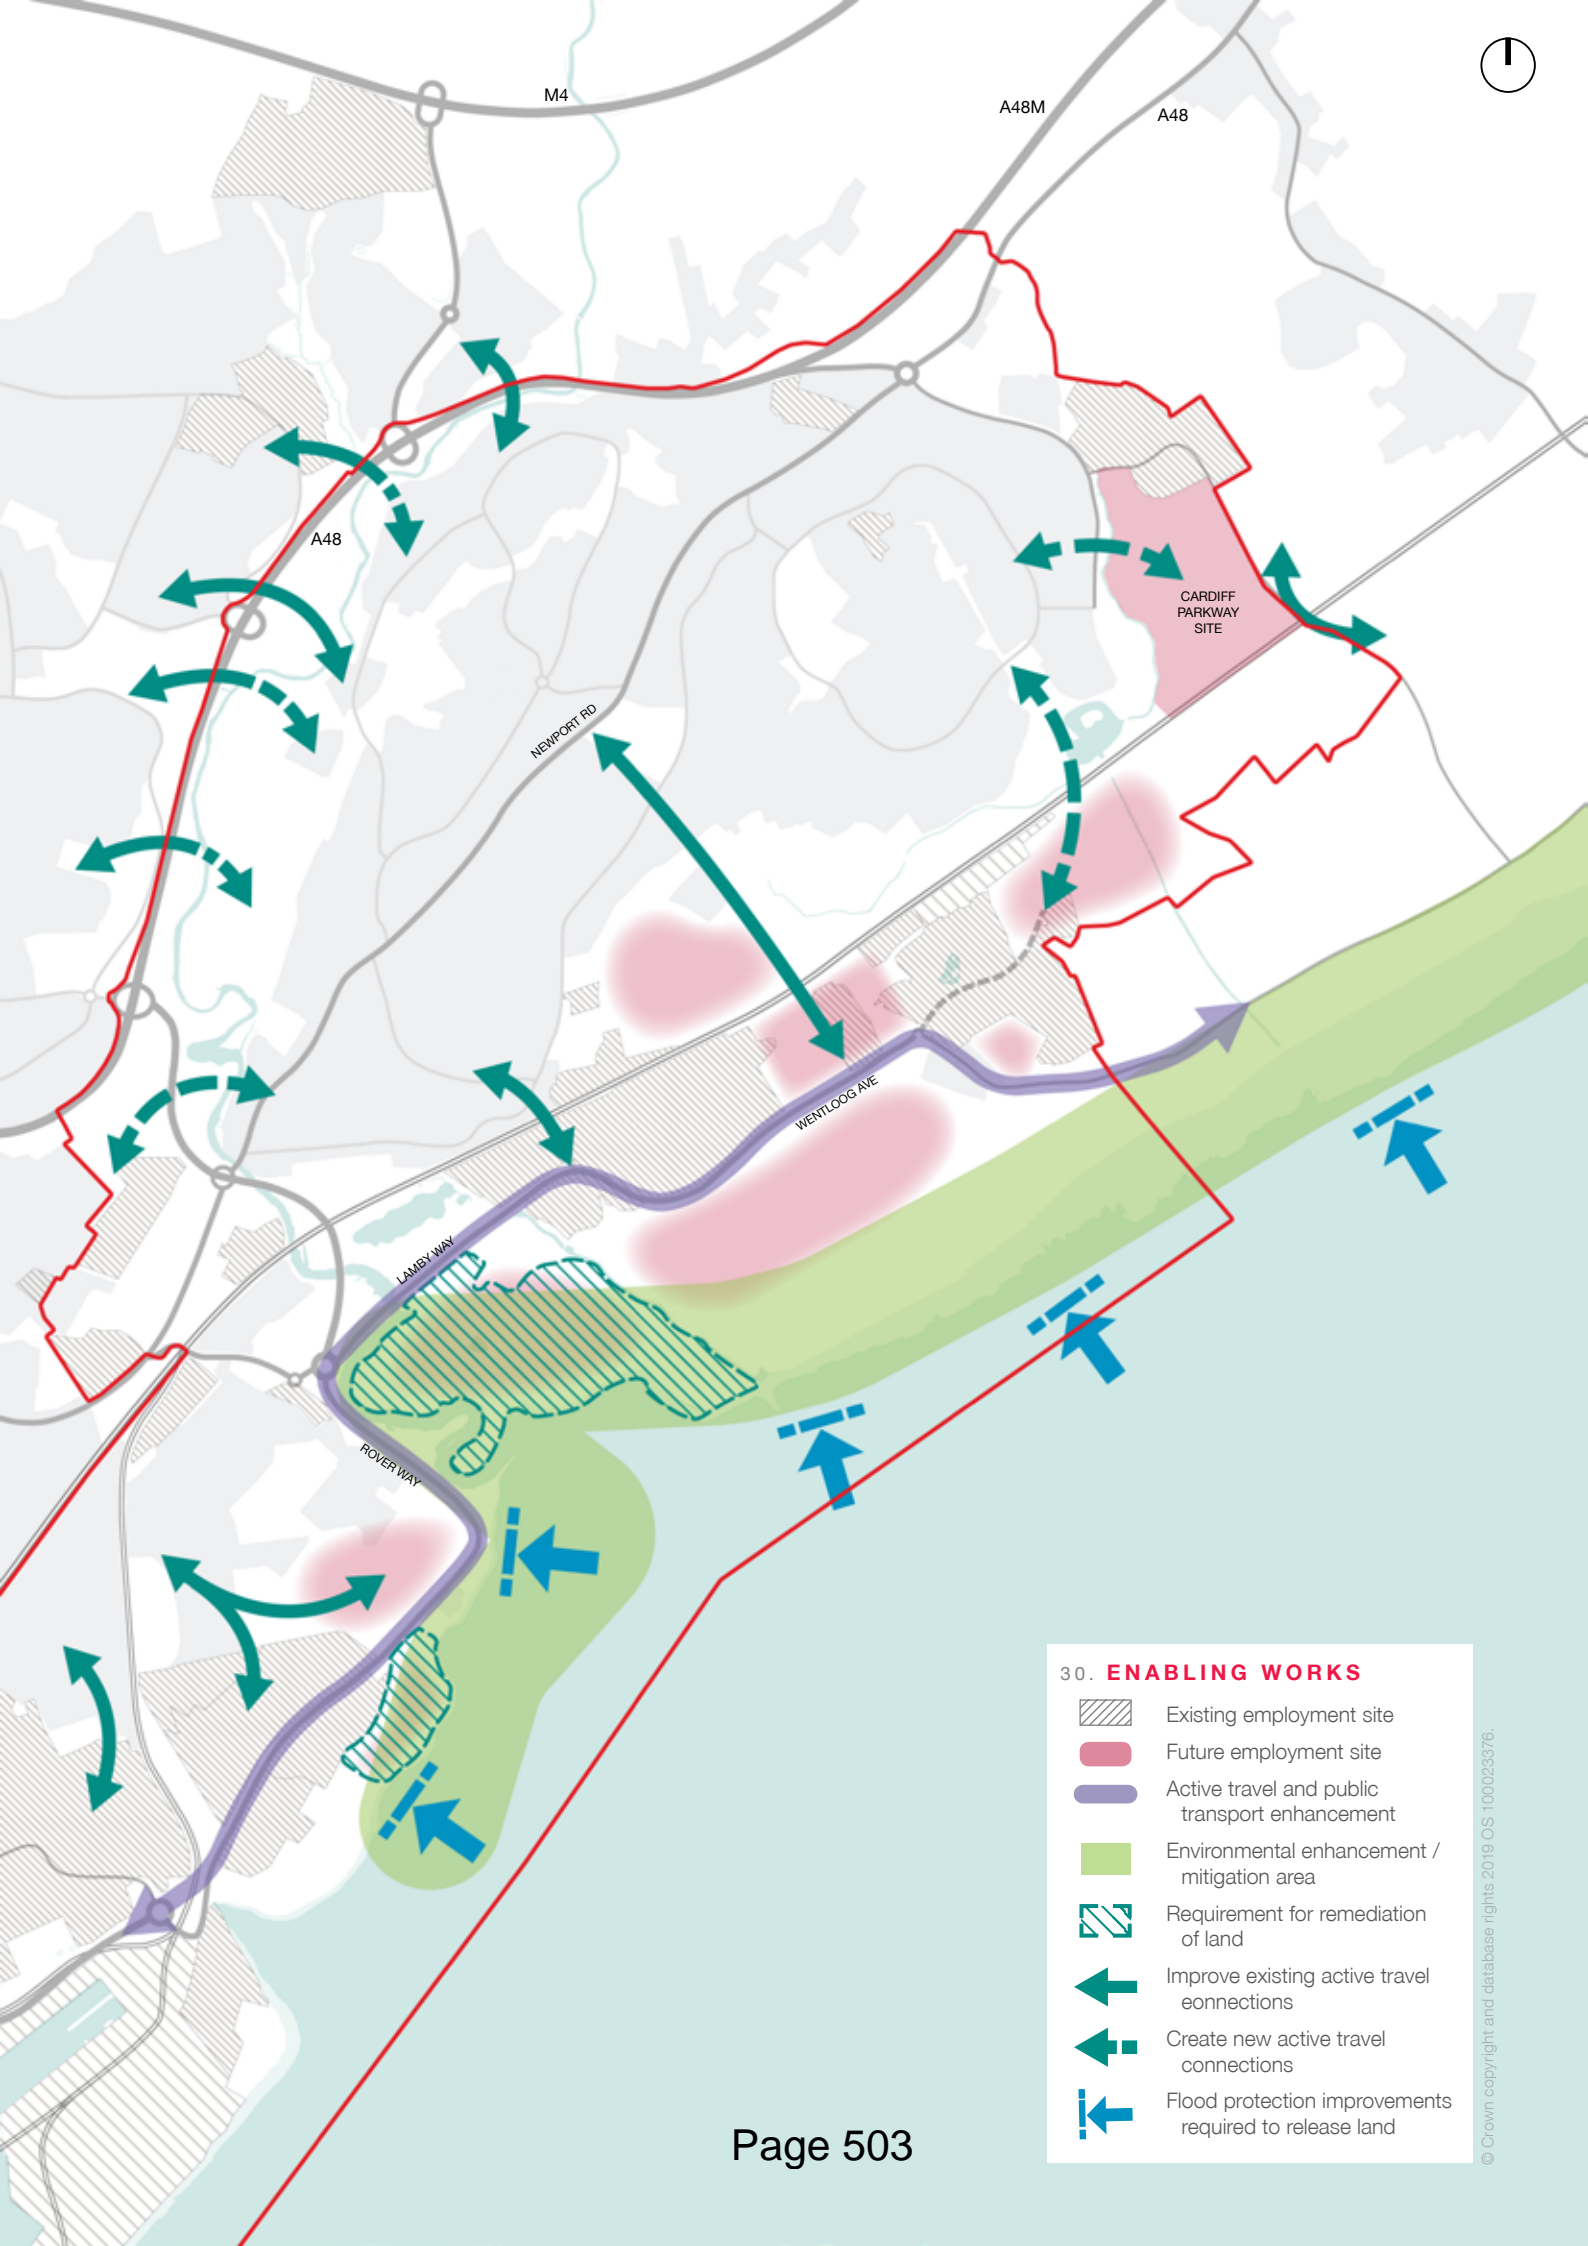 M4
A48M
A48
A48
CARDIFF
PARKWAY
SITE
NEWPORT RD
WENTLOOG AVE
LAMBY WAY
ROVER WAY
30. ENABLING WORKS
Existing employment site
Future employment site
Active travel and public
transport enhancement
Environmental enhancement /
mitigation area
Requirement for remediation
of land
Improve existing active travel
eonnections
Create new active travel
connections
Flood protection improvements
required to release land
© Crown copyright and database rights 2019 OS 100023376.
Page 503